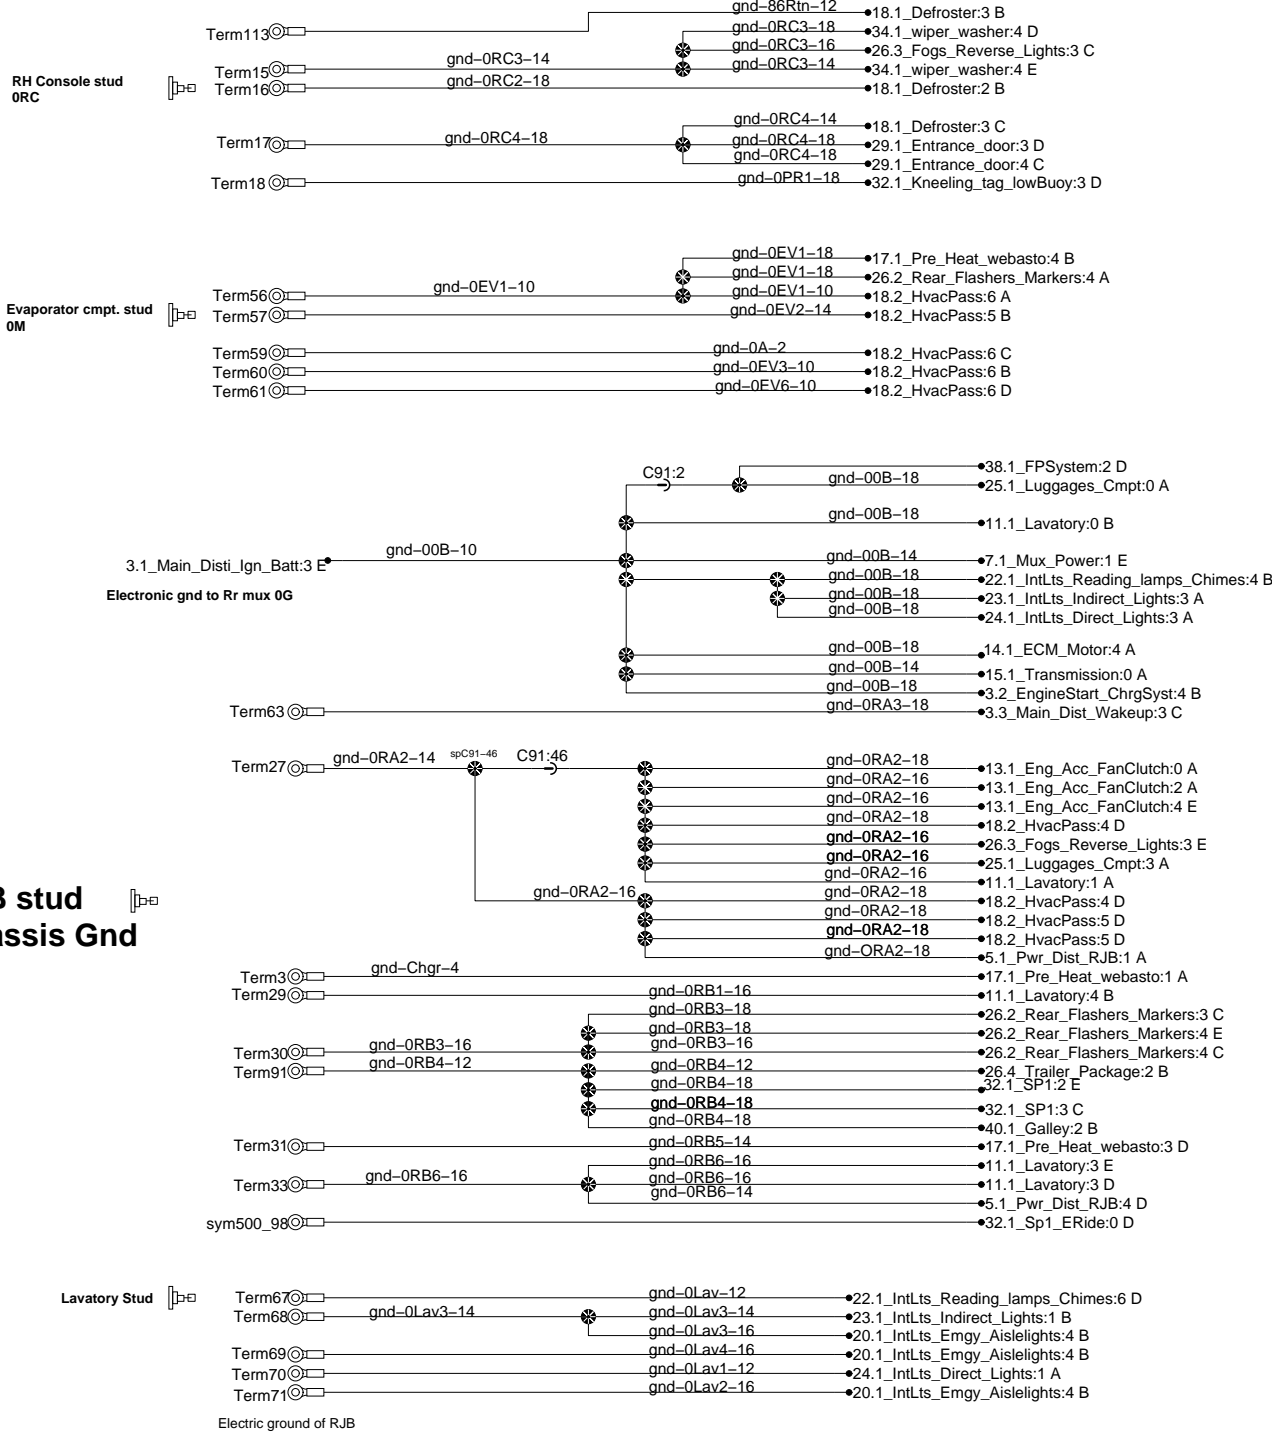 gnd−86Rtn−12
18.1_Defroster:3 B
Term113
gnd−0RC3−18
34.1_wiper_washer:4 D
gnd−0RC3−16
26.3_Fogs_Reverse_Lights:3 C
RH Console stud
0RC
Term15
gnd−0RC3−14
gnd−0RC3−14
34.1_wiper_washer:4 E
Term16
gnd−0RC2−18
18.1_Defroster:2 B
gnd−0RC4−14
18.1_Defroster:3 C
Term17
gnd−0RC4−18
gnd−0RC4−18
29.1_Entrance_door:3 D
gnd−0RC4−18
29.1_Entrance_door:4 C
Term18
gnd−0PR1−18
32.1_Kneeling_tag_lowBuoy:3 D
gnd−0EV1−18
17.1_Pre_Heat_webasto:4 B
gnd−0EV1−18
26.2_Rear_Flashers_Markers:4 A
Evaporator cmpt. stud
0M
Term56
gnd−0EV1−10
gnd−0EV1−10
18.2_HvacPass:6 A
Term57
gnd−0EV2−14
18.2_HvacPass:5 B
Term59
gnd−0A−2
18.2_HvacPass:6 C
Term60
gnd−0EV3−10
18.2_HvacPass:6 B
Term61
gnd−0EV6−10
18.2_HvacPass:6 D
38.1_FPSystem:2 D
C91:2
gnd−00B−18
25.1_Luggages_Cmpt:0 A
gnd−00B−18
11.1_Lavatory:0 B
3.1_Main_Disti_Ign_Batt:3 E
gnd−00B−10
gnd−00B−14
7.1_Mux_Power:1 E
gnd−00B−18
22.1_IntLts_Reading_lamps_Chimes:4 B
Electronic gnd to Rr mux 0G
gnd−00B−18
23.1_IntLts_Indirect_Lights:3 A
gnd−00B−18
24.1_IntLts_Direct_Lights:3 A
gnd−00B−18
14.1_ECM_Motor:4 A
gnd−00B−14
15.1_Transmission:0 A
gnd−00B−18
3.2_EngineStart_ChrgSyst:4 B
Term63
gnd−0RA3−18
3.3_Main_Dist_Wakeup:3 C
Term27
gnd−0RA2−14
spC91−46
C91:46
gnd−0RA2−18
13.1_Eng_Acc_FanClutch:0 A
gnd−0RA2−16
13.1_Eng_Acc_FanClutch:2 A
gnd−0RA2−16
13.1_Eng_Acc_FanClutch:4 E
gnd−0RA2−18
18.2_HvacPass:4 D
gnd−0RA2−16
26.3_Fogs_Reverse_Lights:3 E
gnd−0RA2−16
25.1_Luggages_Cmpt:3 A
gnd−0RA2−16
11.1_Lavatory:1 A
stud
gnd−0RA2−16
gnd−0RA2−18
18.2_HvacPass:4 D
gnd−0RA2−18
18.2_HvacPass:5 D
assis Gnd
gnd−0RA2−18
18.2_HvacPass:5 D
gnd−ORA2−18
5.1_Pwr_Dist_RJB:1 A
Term3
gnd−Chgr−4
17.1_Pre_Heat_webasto:1 A
Term29
gnd−0RB1−16
11.1_Lavatory:4 B
gnd−0RB3−18
26.2_Rear_Flashers_Markers:3 C
gnd−0RB3−18
26.2_Rear_Flashers_Markers:4 E
Term30
gnd−0RB3−16
gnd−0RB3−16
26.2_Rear_Flashers_Markers:4 C
Term91
gnd−0RB4−12
gnd−0RB4−12
26.4_Trailer_Package:2 B
gnd−0RB4−18
32.1_SP1:2 E
gnd−0RB4−18
32.1_SP1:3 C
gnd−0RB4−18
40.1_Galley:2 B
Term31
gnd−0RB5−14
17.1_Pre_Heat_webasto:3 D
gnd−0RB6−16
11.1_Lavatory:3 E
Term33
gnd−0RB6−16
gnd−0RB6−16
11.1_Lavatory:3 D
gnd−0RB6−14
5.1_Pwr_Dist_RJB:4 D
sym500_98
32.1_Sp1_ERide:0 D
Lavatory Stud
Term67
gnd−0Lav−12
22.1_IntLts_Reading_lamps_Chimes:6 D
Term68
gnd−0Lav3−14
gnd−0Lav3−14
23.1_IntLts_Indirect_Lights:1 B
gnd−0Lav3−16
20.1_IntLts_Emgy_Aislelights:4 B
Term69
gnd−0Lav4−16
20.1_IntLts_Emgy_Aislelights:4 B
Term70
gnd−0Lav1−12
24.1_IntLts_Direct_Lights:1 A
Term71
gnd−0Lav2−16
20.1_IntLts_Emgy_Aislelights:4 B
Electric ground of RJB